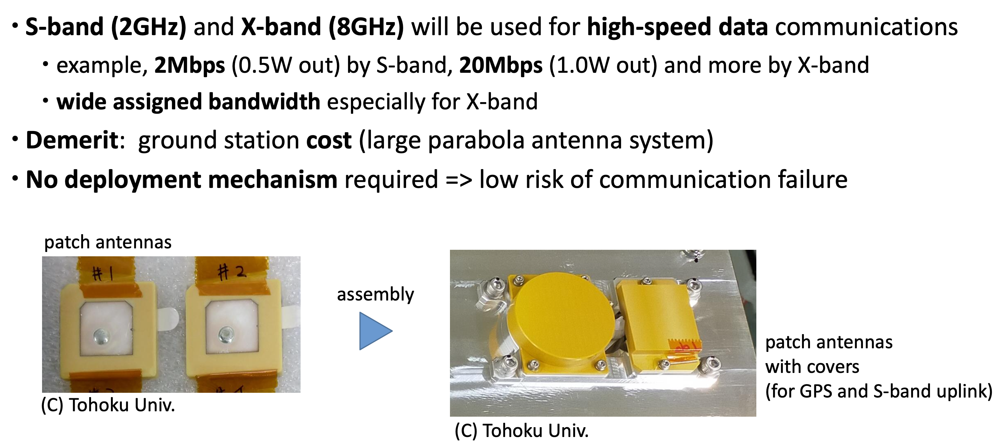 ・S-band (2GHz) and X-band (8GHz) will be used for high-speed data communications
・example, 2Mbps (0.5W out) by S-band, 20Mbps (1.0W out) and more by X-band
・wide assigned bandwidth especially for X-band
・Demerit: ground station cost (large parabola antenna system)
・No deployment mechanism required => low risk of communication failure
patch antennas
#1
#2
(C) Tohoku Univ.
assembly
patch antennas
with covers
(for GPS and S-band uplink)
(C) Tohoku Univ.